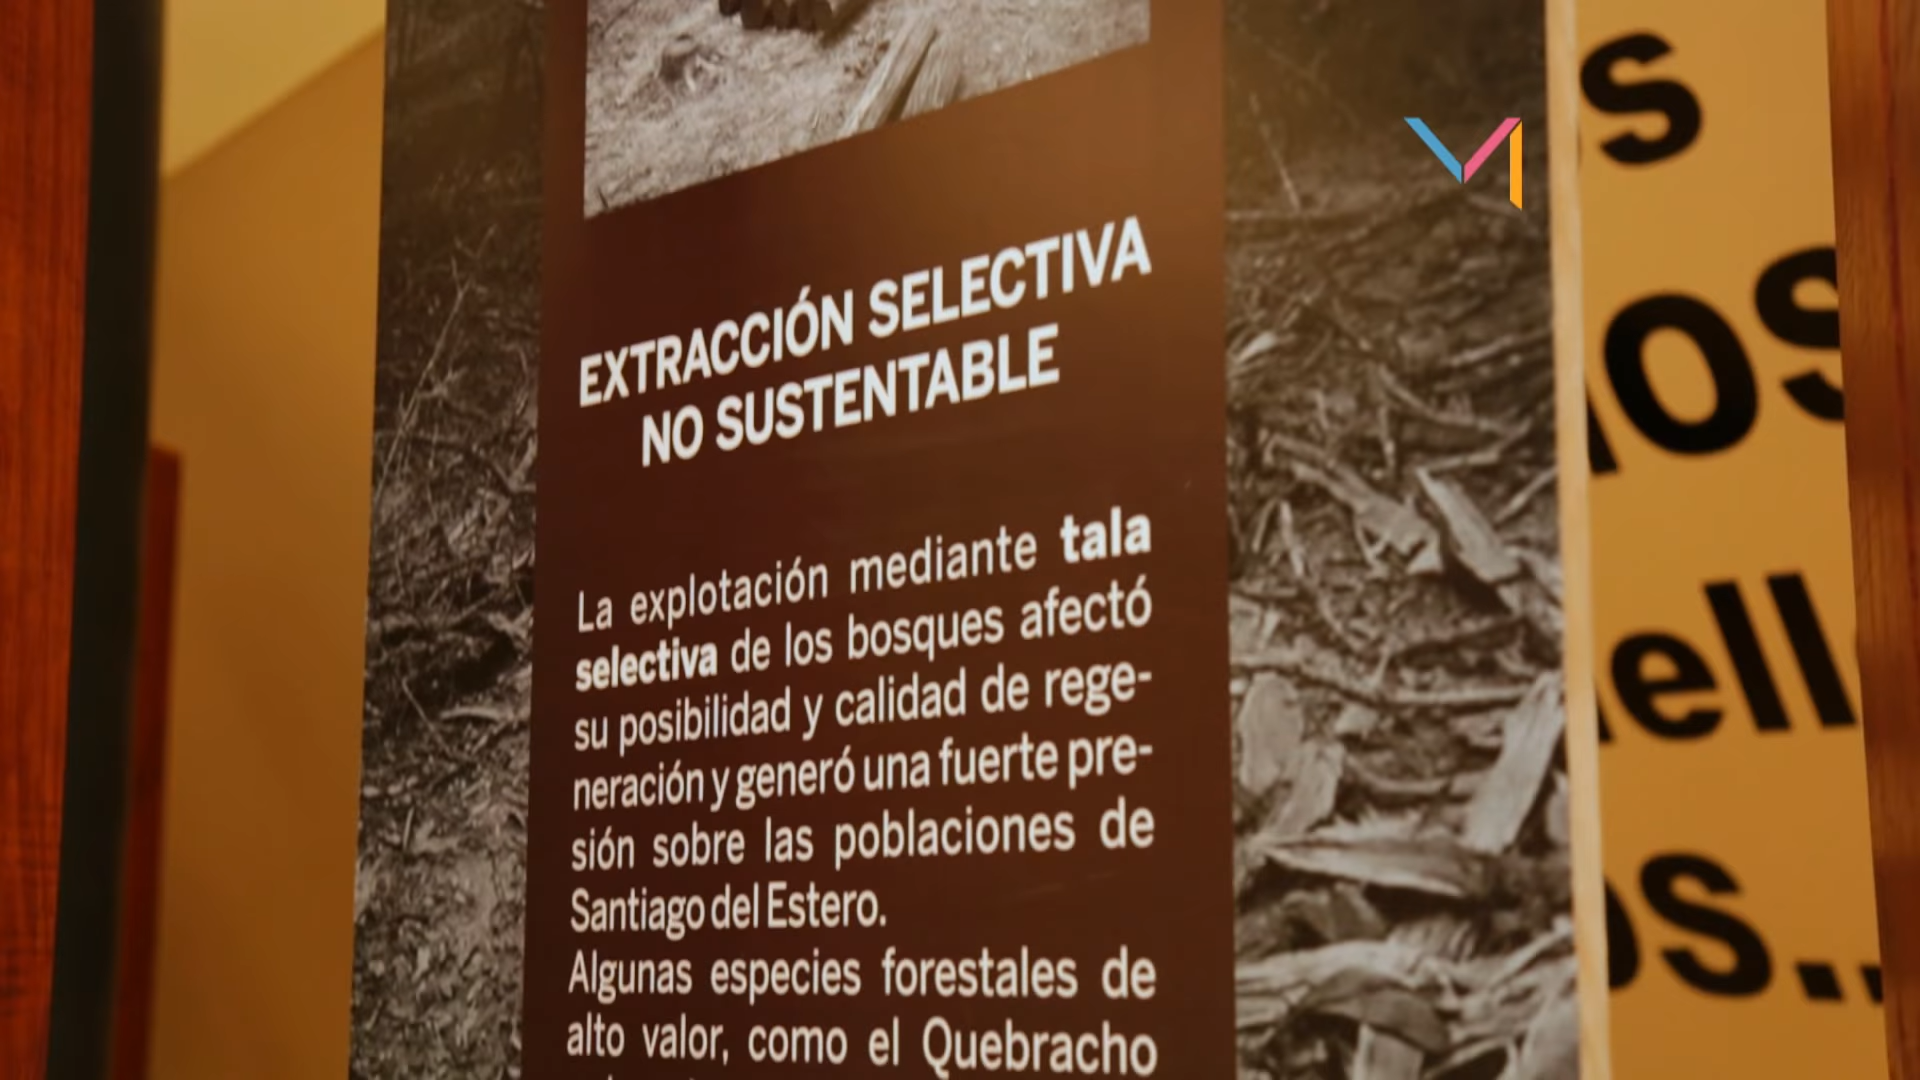 EXTRACCIÓN SELECTIVA
NO SUSTENTABLE
La explotación mediante tala
selectiva de los bosques afectó
su posibilidad y calidad de rege-
neración y generó una fuerte pre-
sión sobre las poblaciones de
Santiago del Estero.
Algunas especies forestales de
alto valor, como el Quebracho